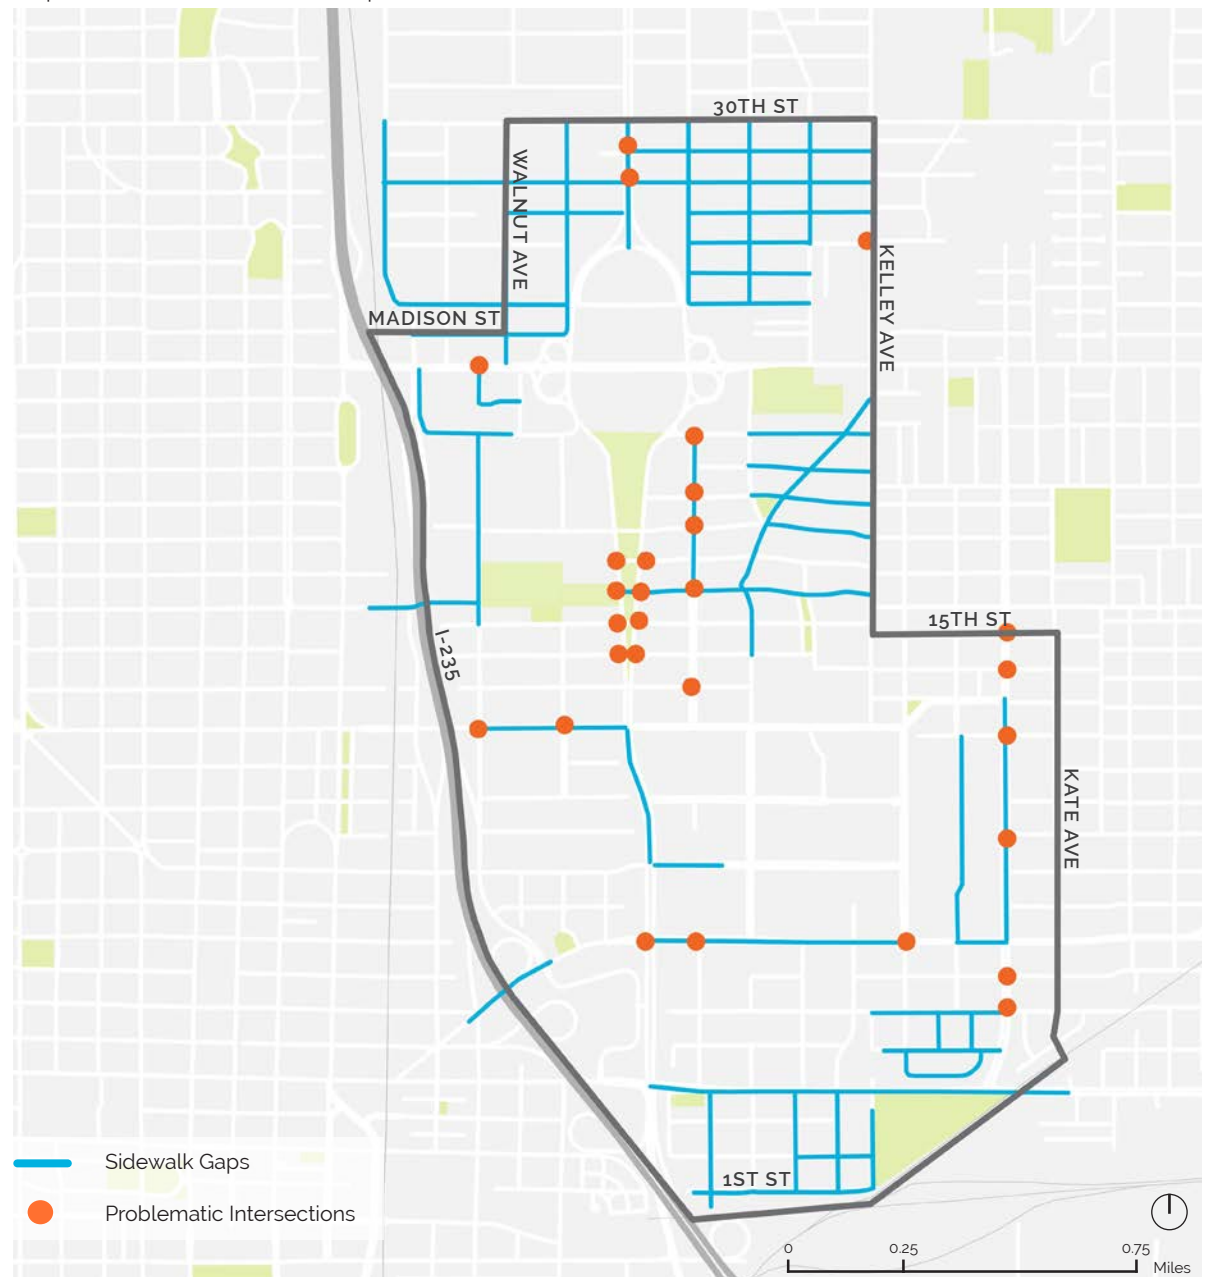 30TH ST
WALNUT AVE
KELLEY AVE
MADISON ST
15TH ST
I-235
KATE AVE
Sidewalk Gaps
Problematic Intersections
1ST ST
0 0.25 0.75
Miles